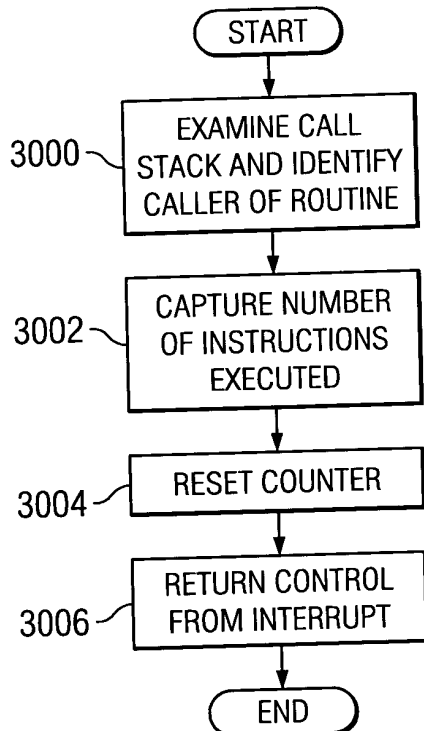 START
3000
EXAMINE CALL
STACK AND IDENTIFY
CALLER OF ROUTINE
3002
CAPTURE NUMBER
OF INSTRUCTIONS
EXECUTED
3004
RESET COUNTER
3006
RETURN CONTROL
FROM INTERRUPT
END